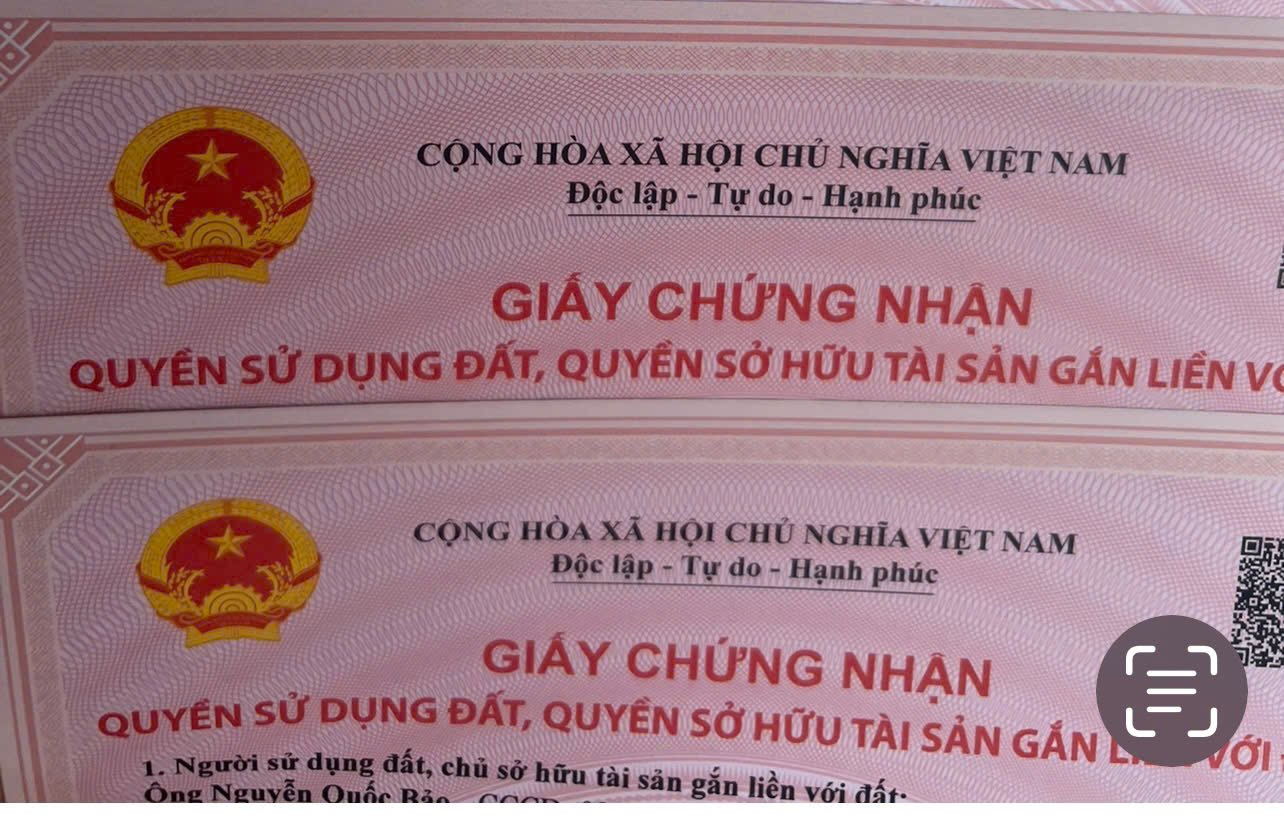 CỘNG HÒA XÃ HỘI CHỦ NGHĨA VIỆT NAM
Độc lập - Tự do - Hạnh phúc
GIẤY CHỨNG NHẬN
QUYỀN SỬ DỤNG ĐẤT, QUYỀN SỞ HỮU TÀI SẢN GẮN LIỀN
CỘNG HÒA XÃ HỘI CHỦ NGHĨA VIỆT NAM
Độc lập - Tự do - Hạnh phúc
GIẤY CHỨNG NHẬN
QUYỀN SỬ DỤNG ĐẤT, QUYỀN SỞ HỮU TÀI SẢN GẮN VỚI
1. Người sử dụng đất, chủ sở hữu tài sản gắn liền với đất:
Ông Nguyễn Quốc Bảo